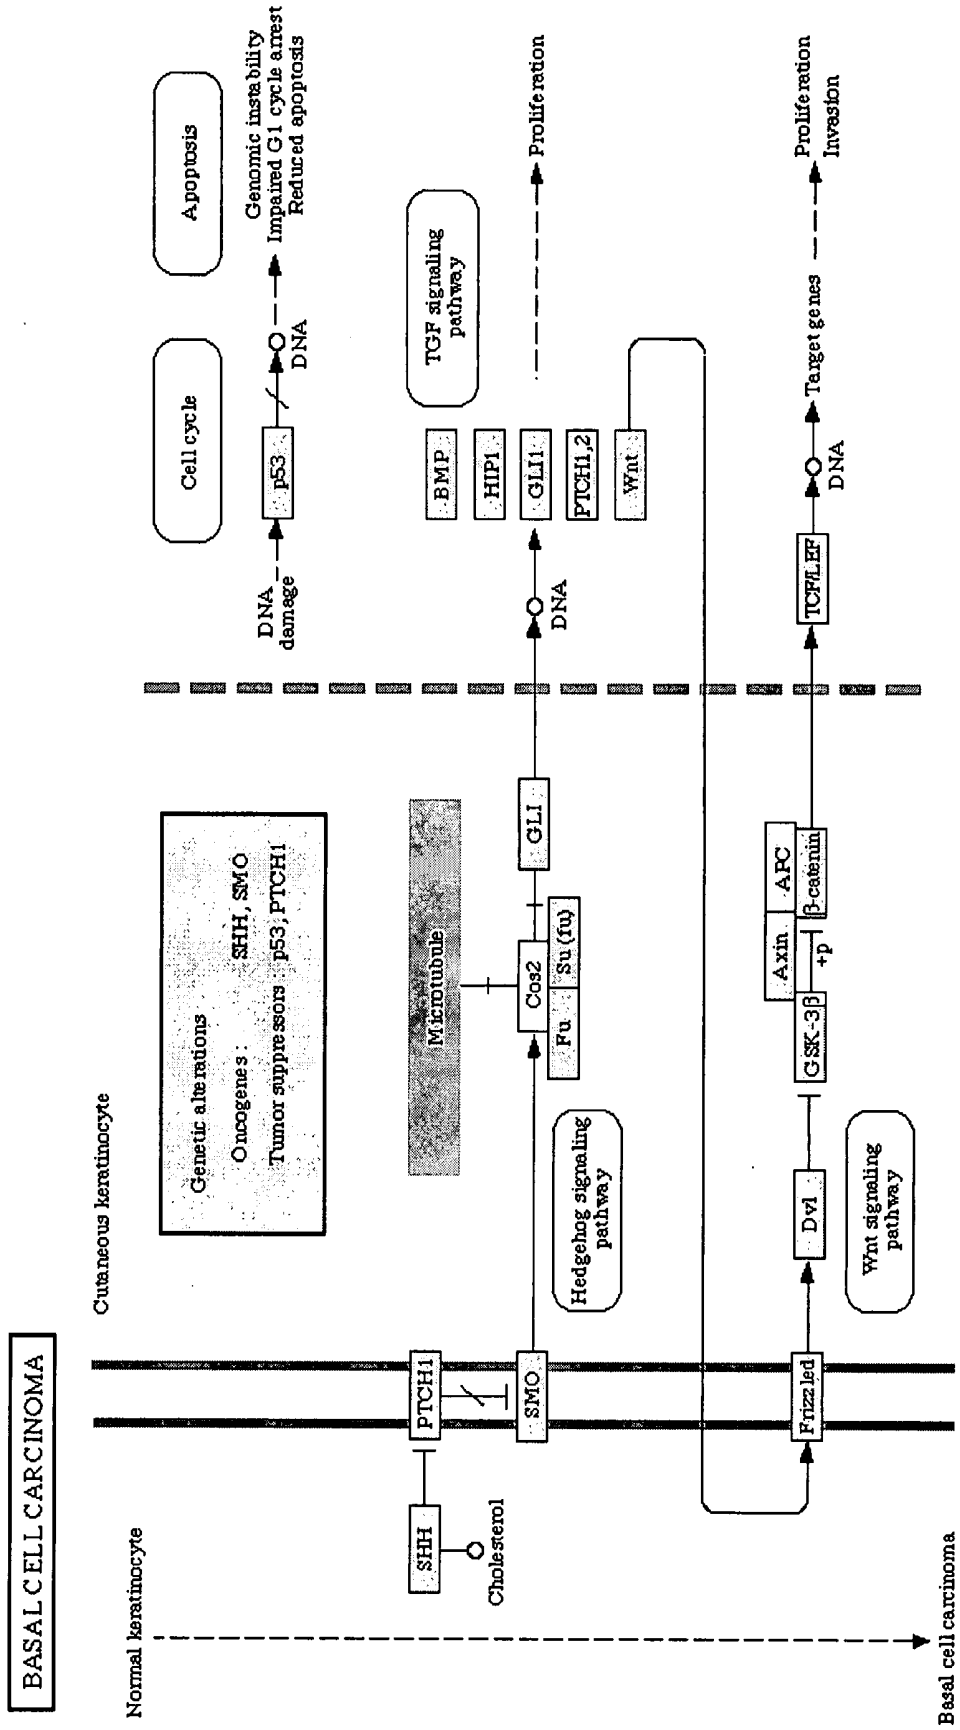 BASAL CELL CARCINOMA
Normal keratinocyte
Cutaneous keratinocyte
Genetic alterations
Oncogenes : SHH, SMO
Tumor suppressors : p53, PTCH1
Cell cycle
Apoptosis
DNA
damage
p53
DNA
Genomic instability
Impaired G1 cycle arrest
Reduced apoptosis
SHH
Cholesterol
PTCH1
SMO
Microtubule
Cos2
Fu
Su (fu)
GLI
DNA
BMP
HIP1
GLI1
PTCH1,2
Wnt
TGF signaling
pathway
Proliferation
Hedgehog signaling
pathway
Frizzled
Dvl
GSK-3β
Axin
APC
+p
β-catenin
TCF/LEF
DNA
Target genes
Proliferation
Invasion
Wnt signaling
pathway
Basal cell carcinoma